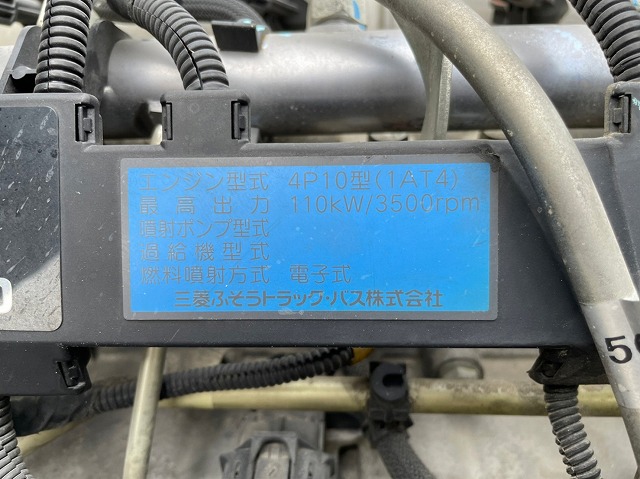 エンジン型式 4P10型(1AT4)
最高出力 110kW/3500rpm
噴射ポンプ型式
過給機型式
燃料噴射方式 電子式
三菱ふそうトラック・バス株式会社
0
50